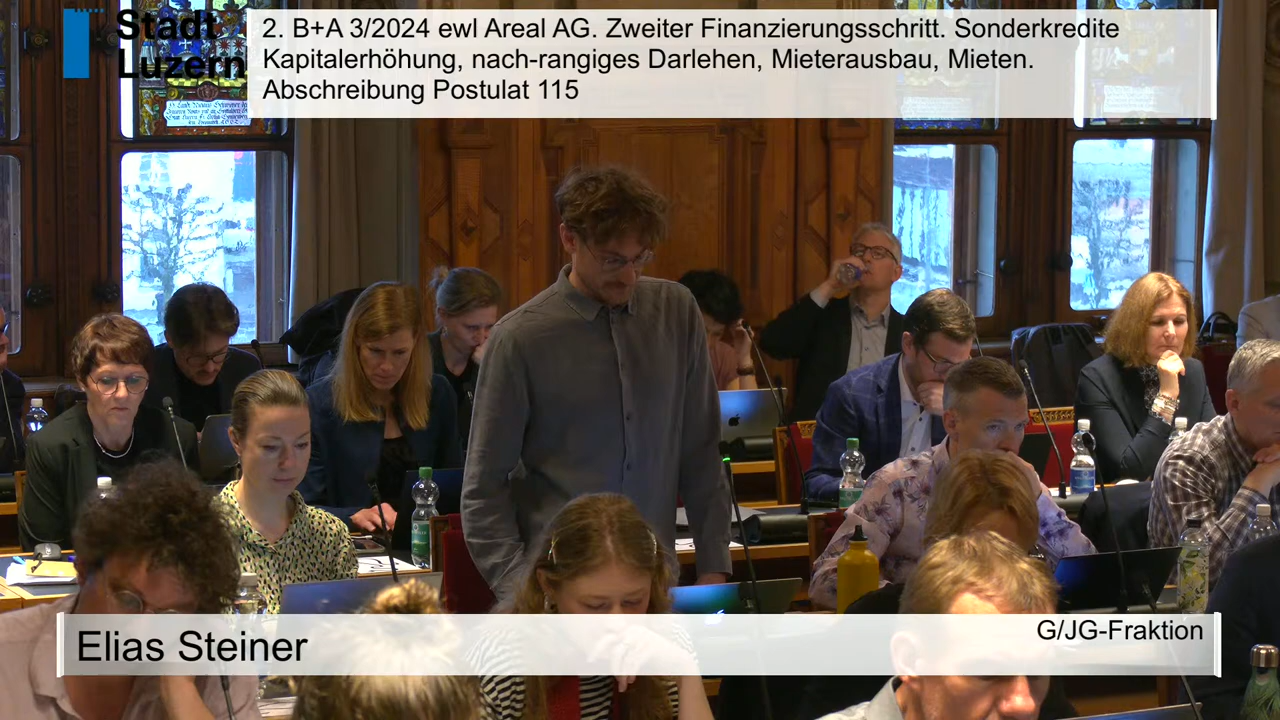 Stadt
Luzern
2. B+A 3/2024 ewl Areal AG. Zweiter Finanzierungsschritt. Sonderkredite
Kapitalerhöhung, nach-rangiges Darlehen, Mieterausbau, Mieten.
Abschreibung Postulat 115
Elias Steiner
G/JG-Fraktion